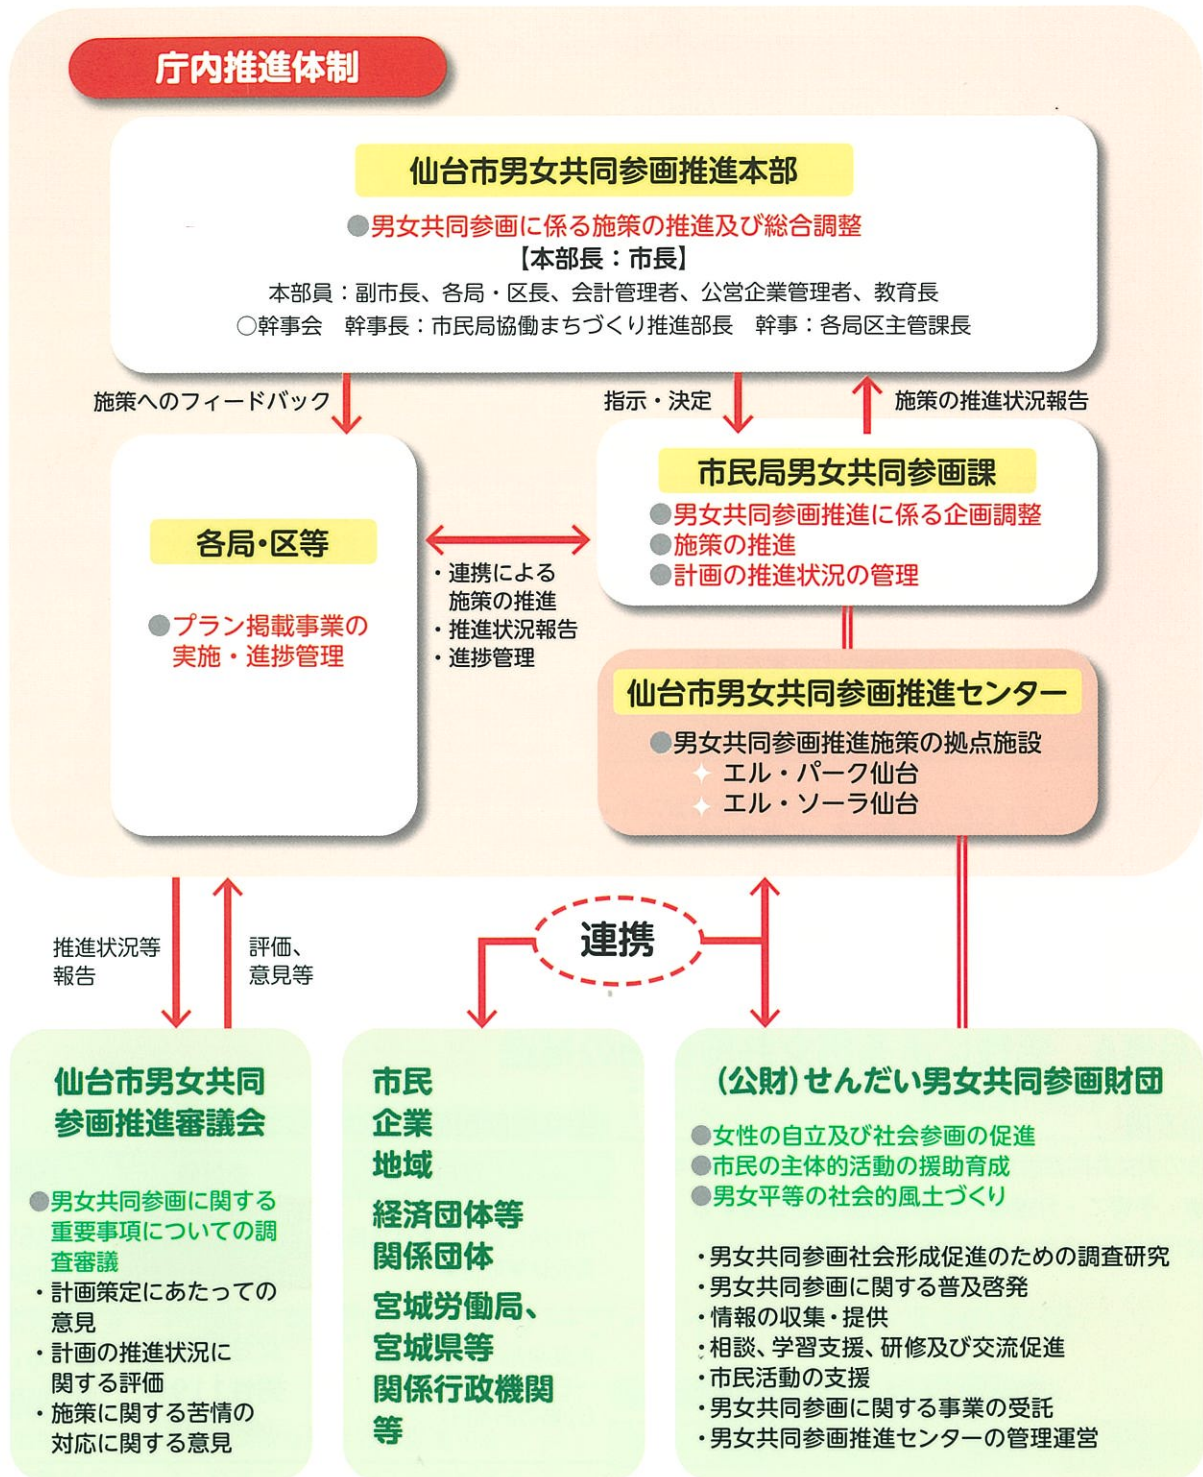 庁内推進体制
仙台市男女共同参画推進本部
●男女共同参画に係る施策の推進及び総合調整
【本部長：市長】
本部員：副市長、各局・区長、会計管理者、公営企業管理者、教育長
○幹事会　幹事長：市民局協働まちづくり推進部長　幹事：各局区主管課長
施策へのフィードバック
指示・決定
施策の推進状況報告
各局・区等
●プラン掲載事業の
実施・進捗管理
・連携による
施策の推進
・推進状況報告
・進捗管理
市民局男女共同参画課
●男女共同参画推進に係る企画調整
●施策の推進
●計画の推進状況の管理
仙台市男女共同参画推進センター
●男女共同参画推進施策の拠点施設
エル・パーク仙台
エル・ソーラ仙台
推進状況等
報告
評価、
意見等
連携
仙台市男女共同
参画推進審議会
●男女共同参画に関する
重要事項についての調
査審議
・計画策定にあたっての
意見
・計画の推進状況に
関する評価
・施策に関する苦情の
対応に関する意見
市民
企業
地域
経済団体等
関係団体
宮城労働局、
宮城県等
関係行政機関
等
（公財）せんだい男女共同参画財団
●女性の自立及び社会参画の促進
●市民の主体的活動の援助育成
●男女平等の社会的風土づくり
・男女共同参画社会形成促進のための調査研究
・男女共同参画に関する普及啓発
・情報の収集・提供
・相談、学習支援、研修及び交流促進
・市民活動の支援
・男女共同参画に関する事業の受託
・男女共同参画推進センターの管理運営